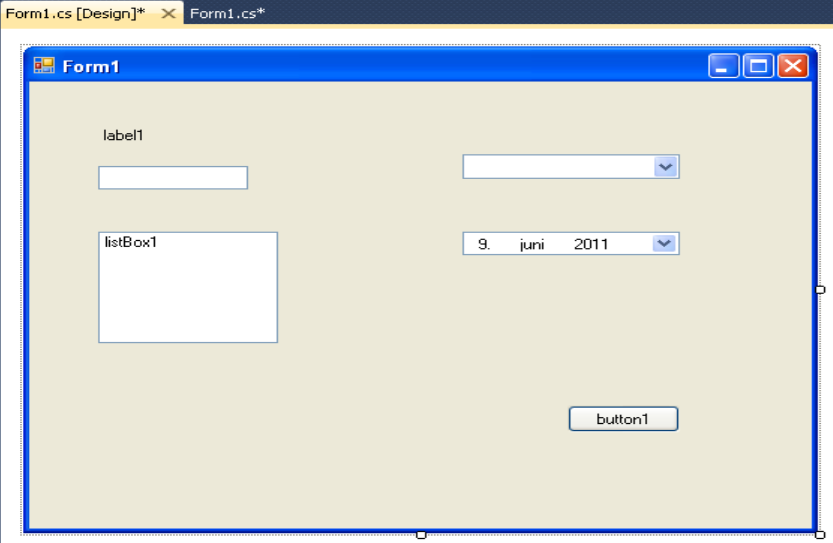 Form1.cs [Design]* Form1.cs*
Form1
label1
listBox1
9. juni 2011
button1